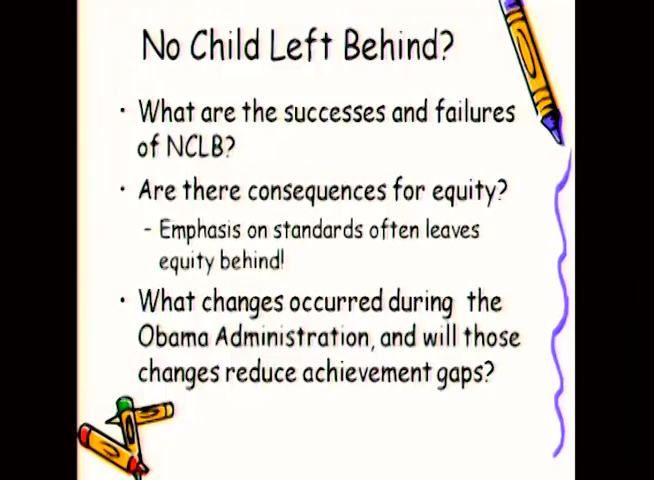 No Child Left Behind?
• What are the successes and failures
of NCLB?
• Are there consequences for equity?
- Emphasis on standards often leaves
equity behind!
• What changes occurred during the
Obama Administration, and will those
changes reduce achievement gaps?